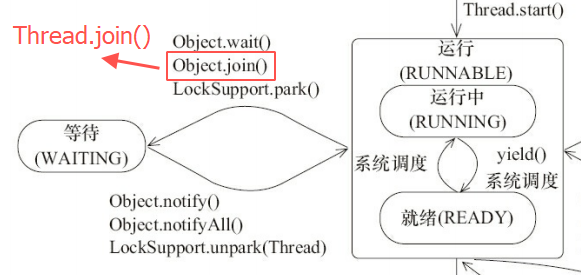 Thread.start()
Thread.join()
Object.wait()
Object.join()
LockSupport.park()
运行
(RUNNABLE)
运行中
(RUNNING)
等待
(WAITING)
系统调度
yield()
系统调度
就绪(READY)
Object.notify()
Object.notifyAll()
LockSupport.unpark(Thread)